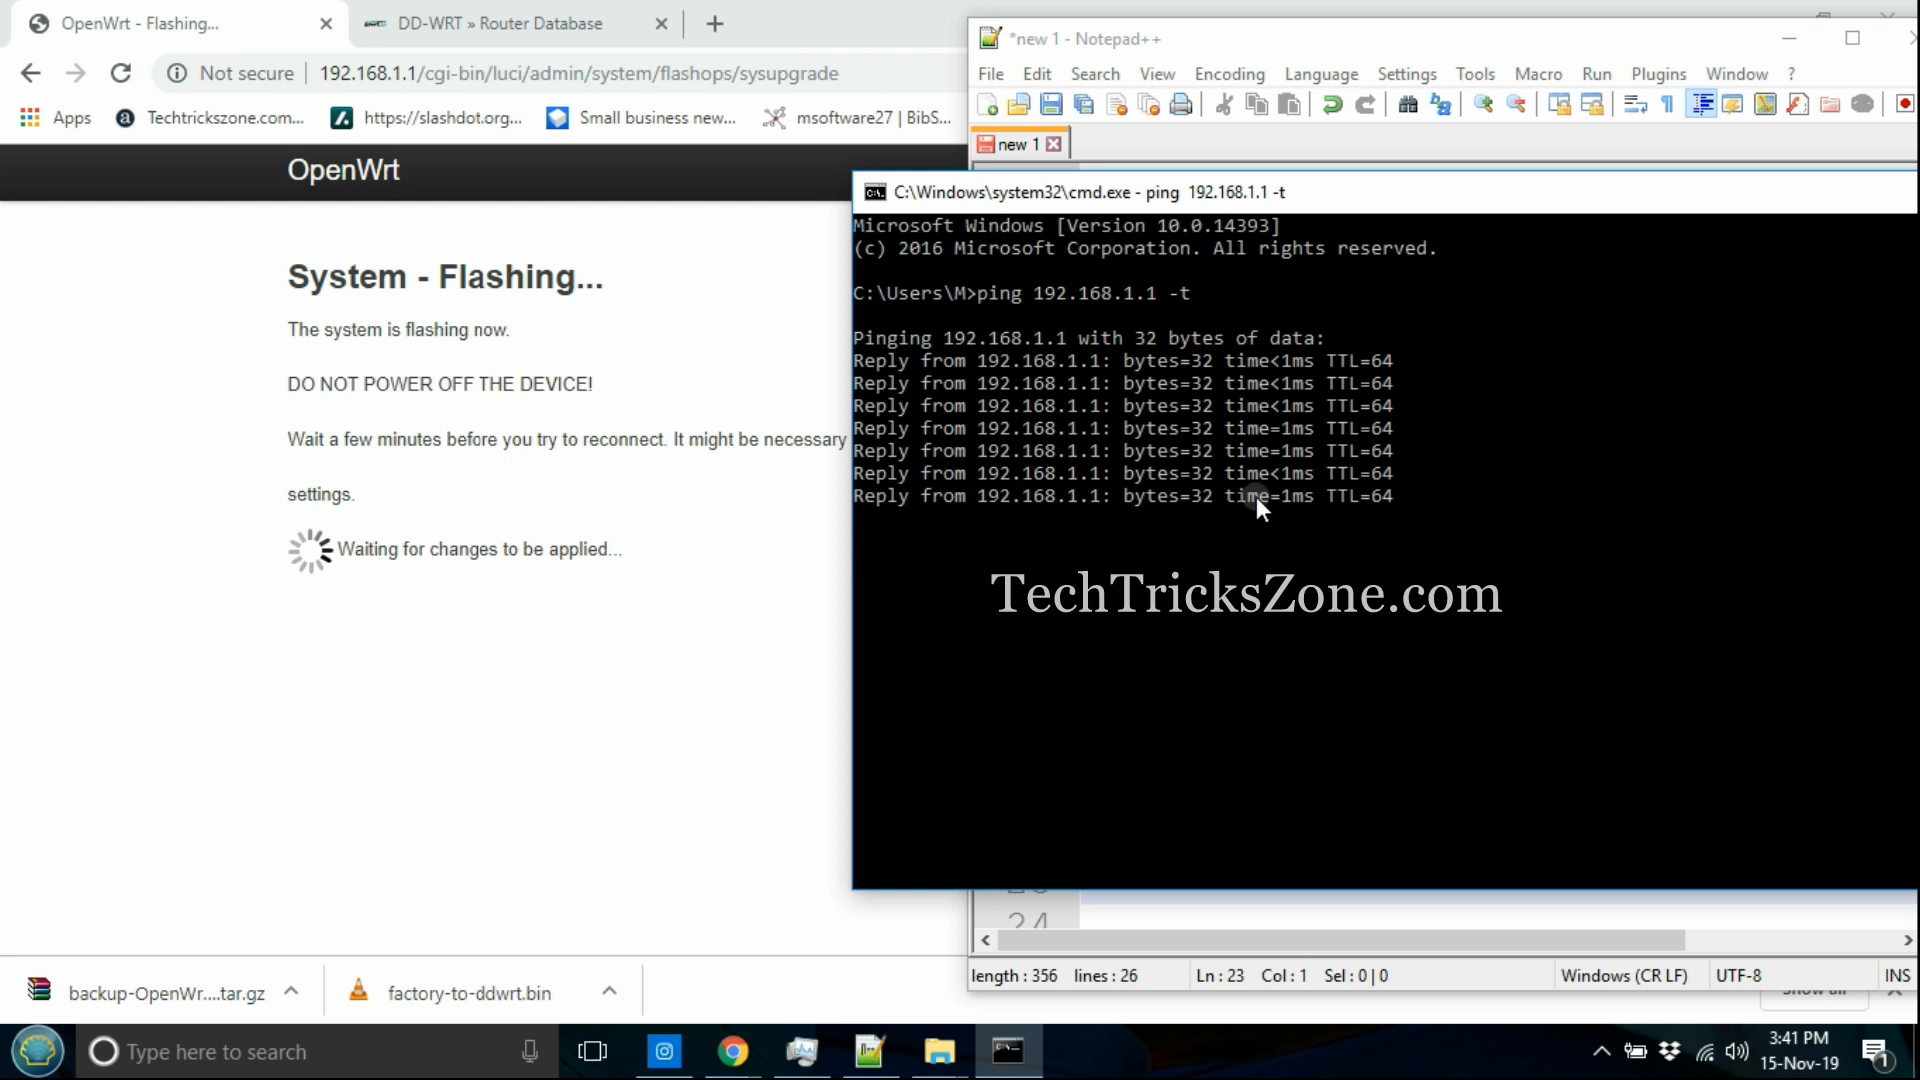 OpenWrt - Flashing...
DD-WRT » Router Database
Not secure
192.168.1.1/cgi-bin/luci/admin/system/flashops/sysupgrade
Apps
Techtrickszone.com...
https://slashdot.org...
Small business new...
msoftware27 | BibS...
OpenWrt
System - Flashing...
The system is flashing now.
DO NOT POWER OFF THE DEVICE!
Wait a few minutes before you try to reconnect. It might be necessary
settings.
Waiting for changes to be applied...
*new 1 - Notepad++
File Edit Search View Encoding Language Settings Tools Macro Run Plugins Window ?
new 1
C:\Windows\system32\cmd.exe - ping 192.168.1.1 -t
Microsoft Windows [Version 10.0.14393]
(c) 2016 Microsoft Corporation. All rights reserved.
C:\Users\M>ping 192.168.1.1 -t
Pinging 192.168.1.1 with 32 bytes of data:
Reply from 192.168.1.1: bytes=32 time<1ms TTL=64
Reply from 192.168.1.1: bytes=32 time<1ms TTL=64
Reply from 192.168.1.1: bytes=32 time<1ms TTL=64
Reply from 192.168.1.1: bytes=32 time=1ms TTL=64
Reply from 192.168.1.1: bytes=32 time=1ms TTL=64
Reply from 192.168.1.1: bytes=32 time<1ms TTL=64
Reply from 192.168.1.1: bytes=32 time=1ms TTL=64
TechTricksZone.com
24
length : 356 lines : 26
Ln : 23 Col : 1 Sel : 0 | 0
Windows (CR LF)
UTF-8
INS
backup-OpenWr....tar.gz
factory-to-ddwrt.bin
Show all
Type here to search
3:41 PM
15-Nov-19
1